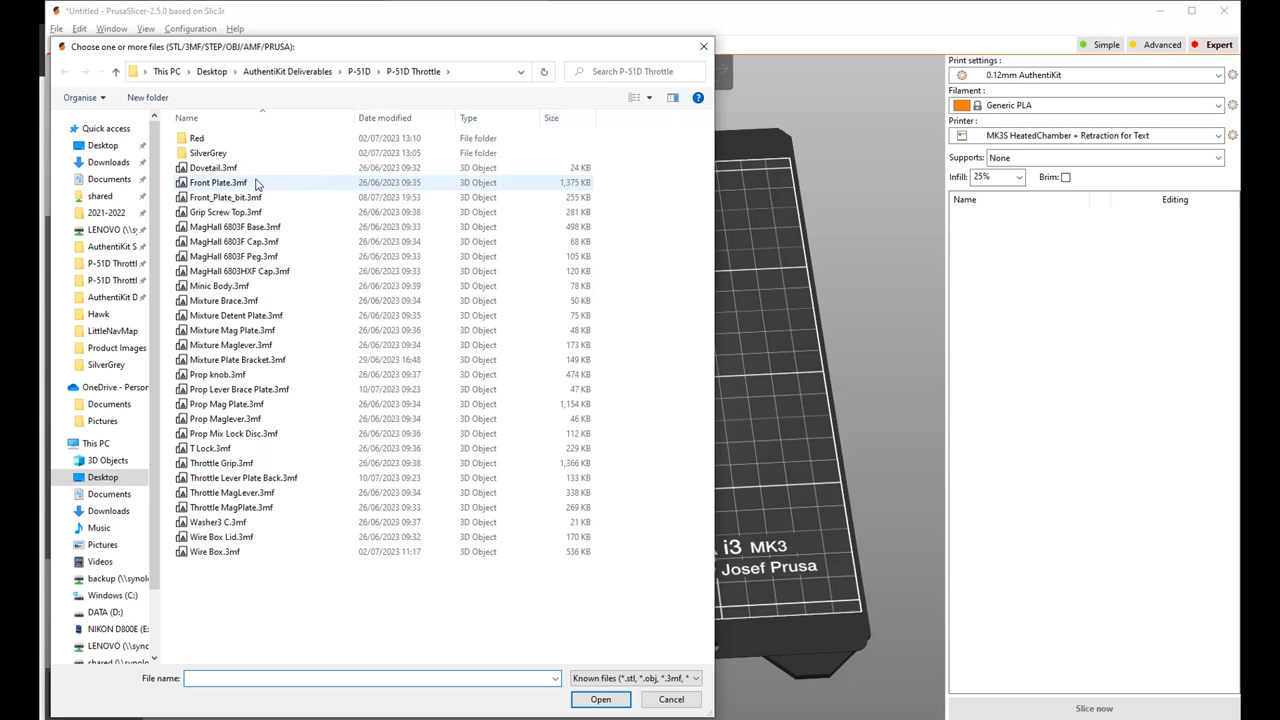 *Untitled - PrusaSlicer-2.5.0 based on Slic3r
File Edit Window View Configuration Help
Choose one or more files (STL/3MF/STEP/OBJ/AMF/PRUSA):
This PC > Desktop > AuthentiKit Deliverables > P-51D > P-51D Throttle >
Search P-51D Throttle
Organise New folder
Name Date modified Type Size
Red 02/07/2023 13:10 File folder
SilverGrey 02/07/2023 13:05 File folder
Dovetail.3mf 26/06/2023 09:32 3D Object 24 KB
Front Plate.3mf 26/06/2023 09:35 3D Object 1,375 KB
Front_Plate_bit.3mf 08/07/2023 19:53 3D Object 255 KB
Grip Screw Top.3mf 26/06/2023 09:38 3D Object 281 KB
MagHall 6803F Base.3mf 26/06/2023 09:33 3D Object 498 KB
MagHall 6803F Cap.3mf 26/06/2023 09:33 3D Object 68 KB
MagHall 6803F Peg.3mf 26/06/2023 09:33 3D Object 105 KB
MagHall 6803HXF Cap.3mf 26/06/2023 09:33 3D Object 120 KB
Minic Body.3mf 26/06/2023 09:39 3D Object 78 KB
Mixture Brace.3mf 26/06/2023 09:34 3D Object 50 KB
Mixture Detent Plate.3mf 26/06/2023 09:35 3D Object 75 KB
Mixture Mag Plate.3mf 26/06/2023 09:36 3D Object 48 KB
Mixture Maglever.3mf 26/06/2023 09:34 3D Object 173 KB
Mixture Plate Bracket.3mf 29/06/2023 16:48 3D Object 149 KB
Prop knob.3mf 26/06/2023 09:37 3D Object 474 KB
Prop Lever Brace Plate.3mf 10/07/2023 09:23 3D Object 47 KB
Prop Mag Plate.3mf 26/06/2023 09:34 3D Object 1,154 KB
Prop Maglever.3mf 26/06/2023 09:34 3D Object 46 KB
Prop Mix Lock Disc.3mf 26/06/2023 09:34 3D Object 112 KB
T Lock.3mf 26/06/2023 09:36 3D Object 229 KB
Throttle Grip.3mf 26/06/2023 09:38 3D Object 1,366 KB
Throttle Lever Plate Back.3mf 10/07/2023 09:23 3D Object 133 KB
Throttle MagLever.3mf 26/06/2023 09:34 3D Object 338 KB
Throttle MagPlate.3mf 26/06/2023 09:33 3D Object 269 KB
Washer3 C.3mf 26/06/2023 09:34 3D Object 21 KB
Wire Box Lid.3mf 26/06/2023 09:32 3D Object 170 KB
Wire Box.3mf 02/07/2023 11:17 3D Object 536 KB
Quick access
Desktop
Downloads
Documents
shared
2021-2022
LENOVO (\\s
AuthentiKit S
P-51D Throttl
P-51D Throttl
AuthentiKit D
Hawk
LittleNavMap
Product Images
SilverGrey
OneDrive - Person
Documents
Pictures
This PC
3D Objects
Desktop
Documents
Downloads
Music
Pictures
Videos
backup (\\synol
Windows (C:)
DATA (D:)
NIKON D800E (E:
LENOVO (\\syno
shared (\\synolo
File name:
Known files (*.stl, *.obj, *.3mf, *
Open Cancel
i3 MK3
Josef Prusa
Simple Advanced Expert
Print settings:
0.12mm AuthentiKit
Filament:
Generic PLA
Printer:
MK3S HeatedChamber + Retraction for Text
Supports: None
Infill: 25% Brim:
Name Editing
Slice now